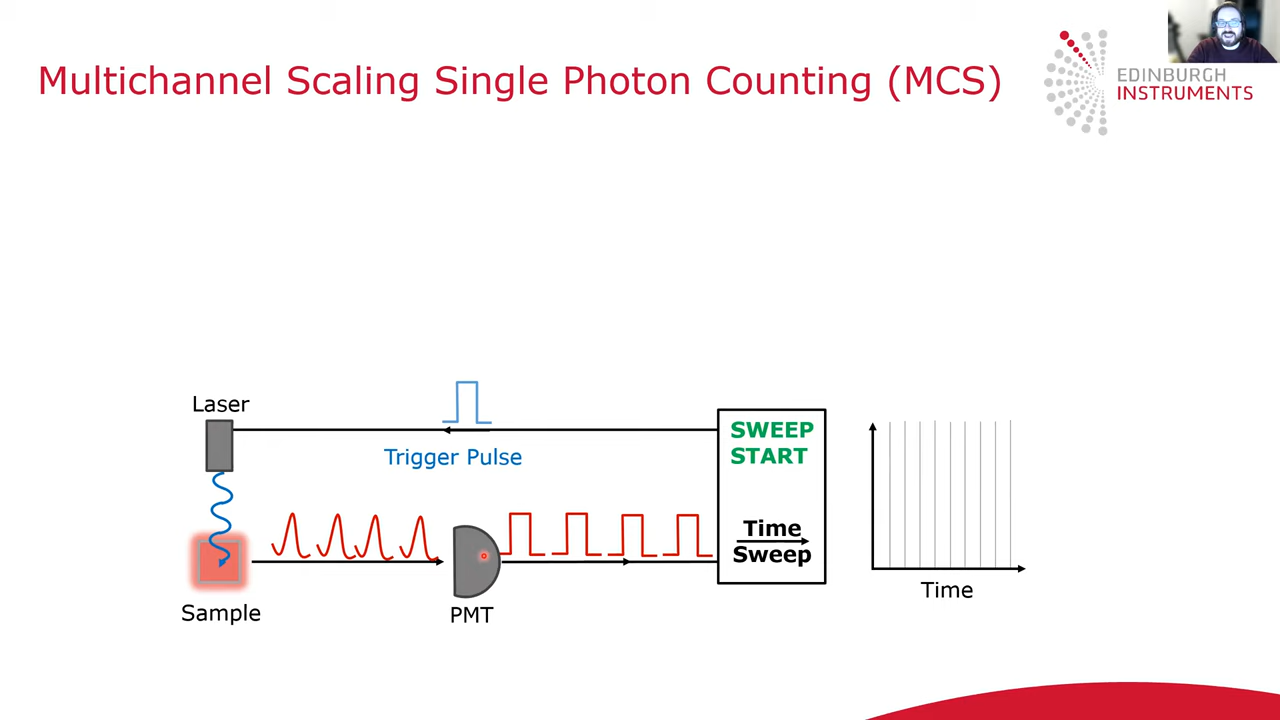 Multichannel Scaling Single Photon Counting (MCS)
EDINBURGH
INSTRUMENTS
Laser
Trigger Pulse
SWEEP
START
Time
Sweep
Sample
PMT
Time